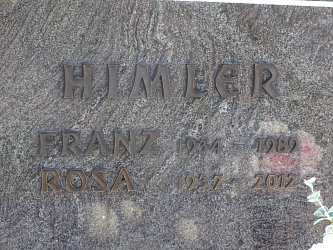 HIMLER
FRANZ 1934 – 1989
ROSA 1937 – 2012